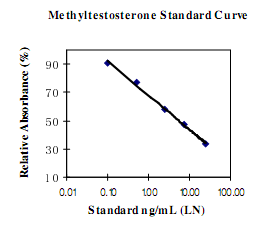 Methyltestosterone Standard Curve
Relative Absorbance (%)
90
70
50
30
10
0.01 0.10 1.00 10.00 100.00
Standard ng/mL (LN)